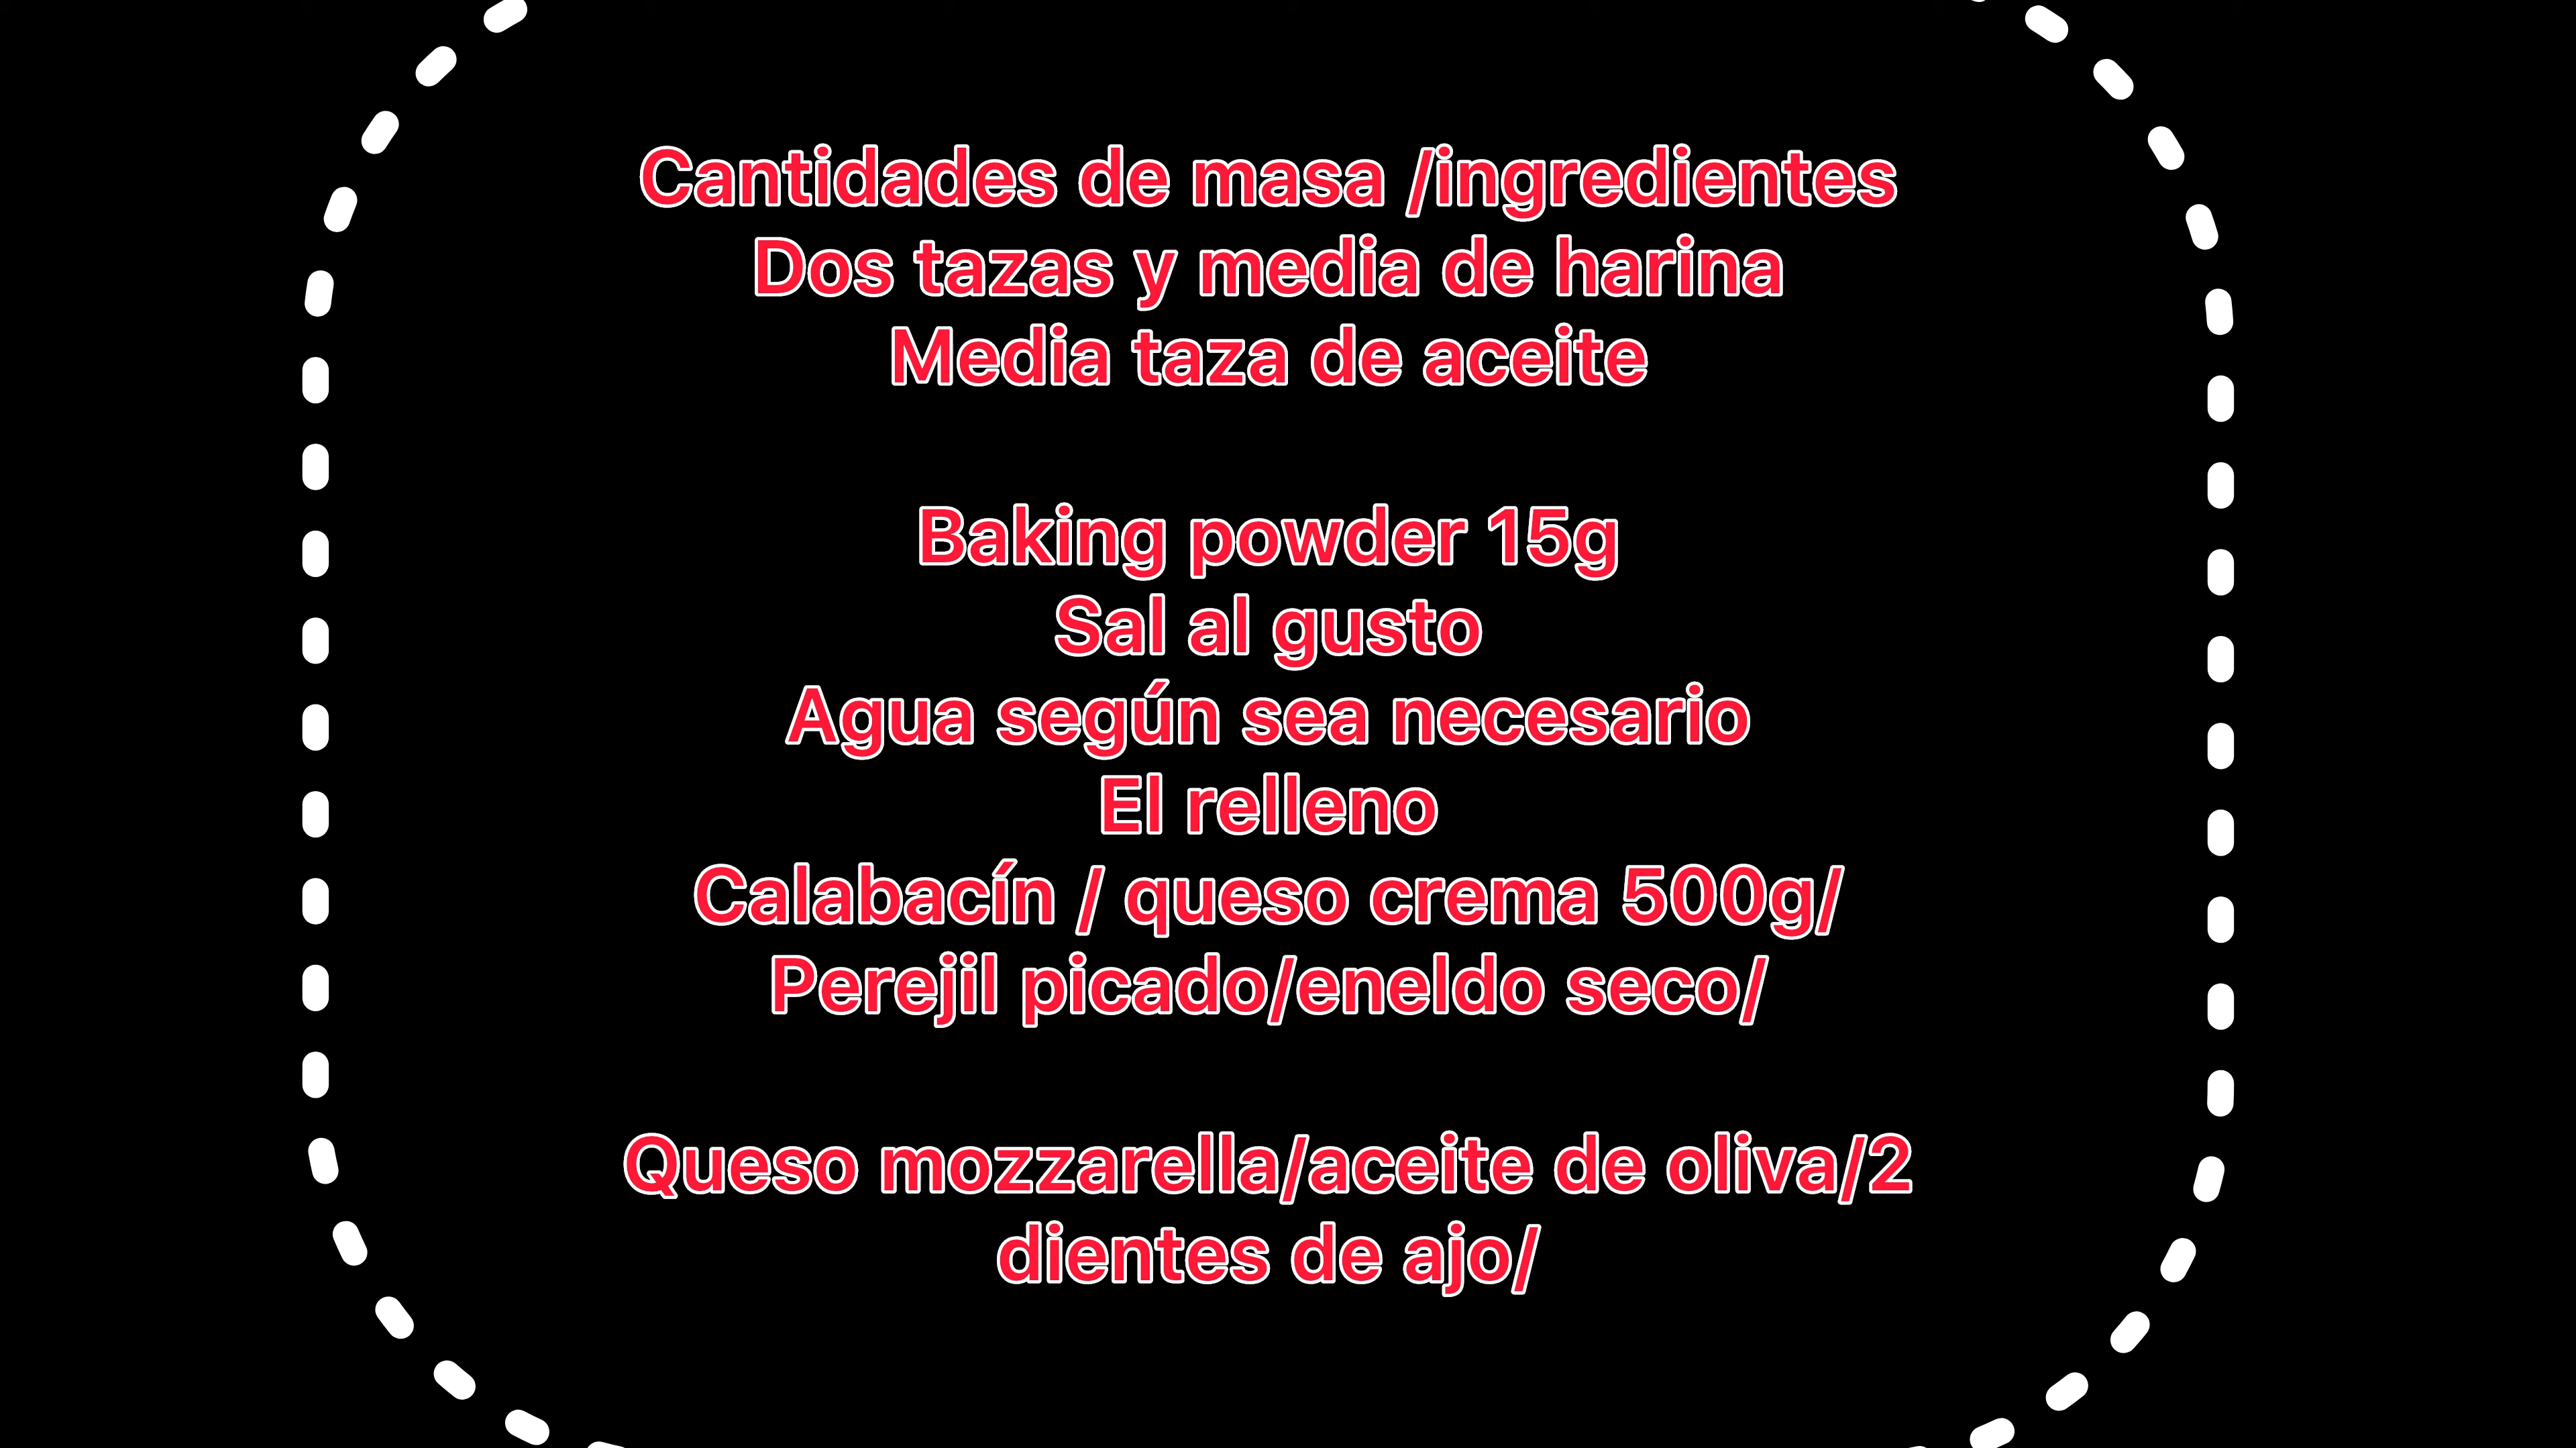 Cantidades de masa /ingredientes
Dos tazas y media de harina
Media taza de aceite
Baking powder 15g
Sal al gusto
Agua según sea necesario
El relleno
Calabacín / queso crema 500g/
Perejil picado/eneldo seco/
Queso mozzarella/aceite de oliva/2
dientes de ajo/